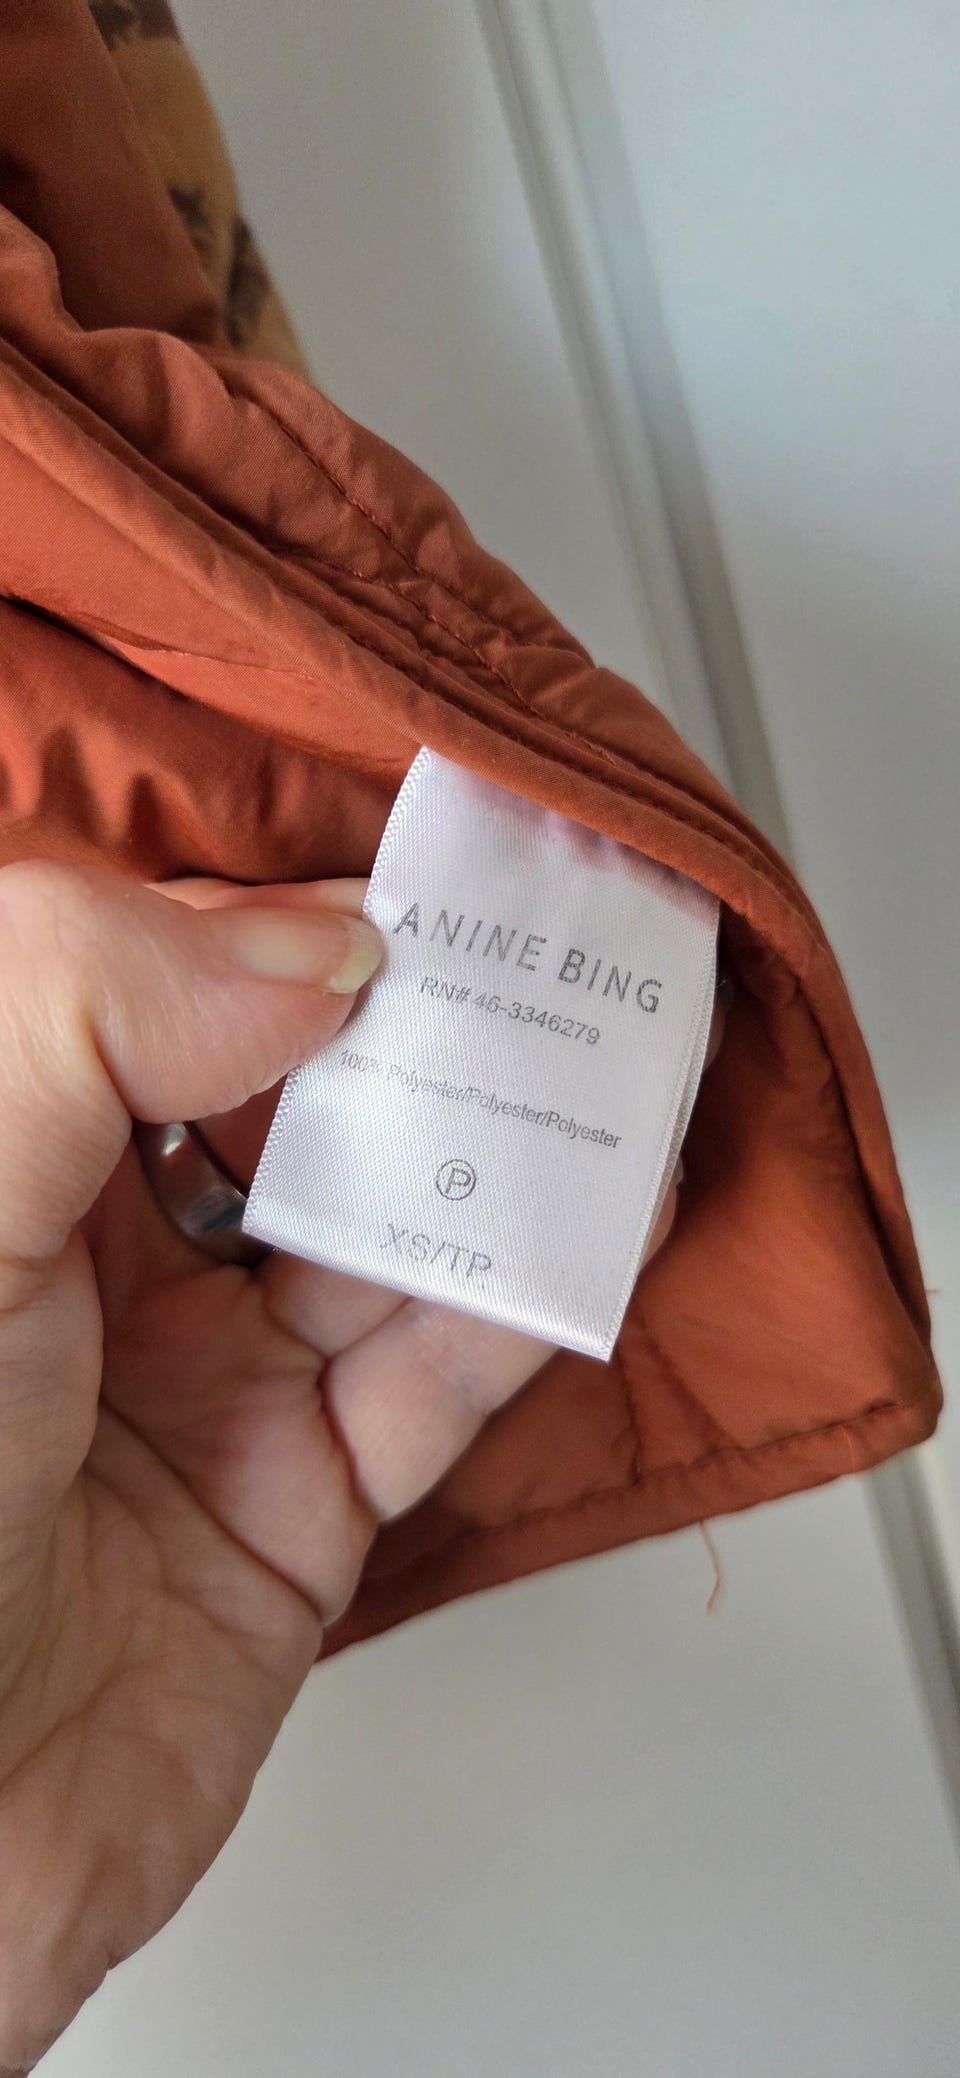 ANINE BING
RN# 46-3346279
100% Polyester/Polyester/Polyester
P
XS/TP